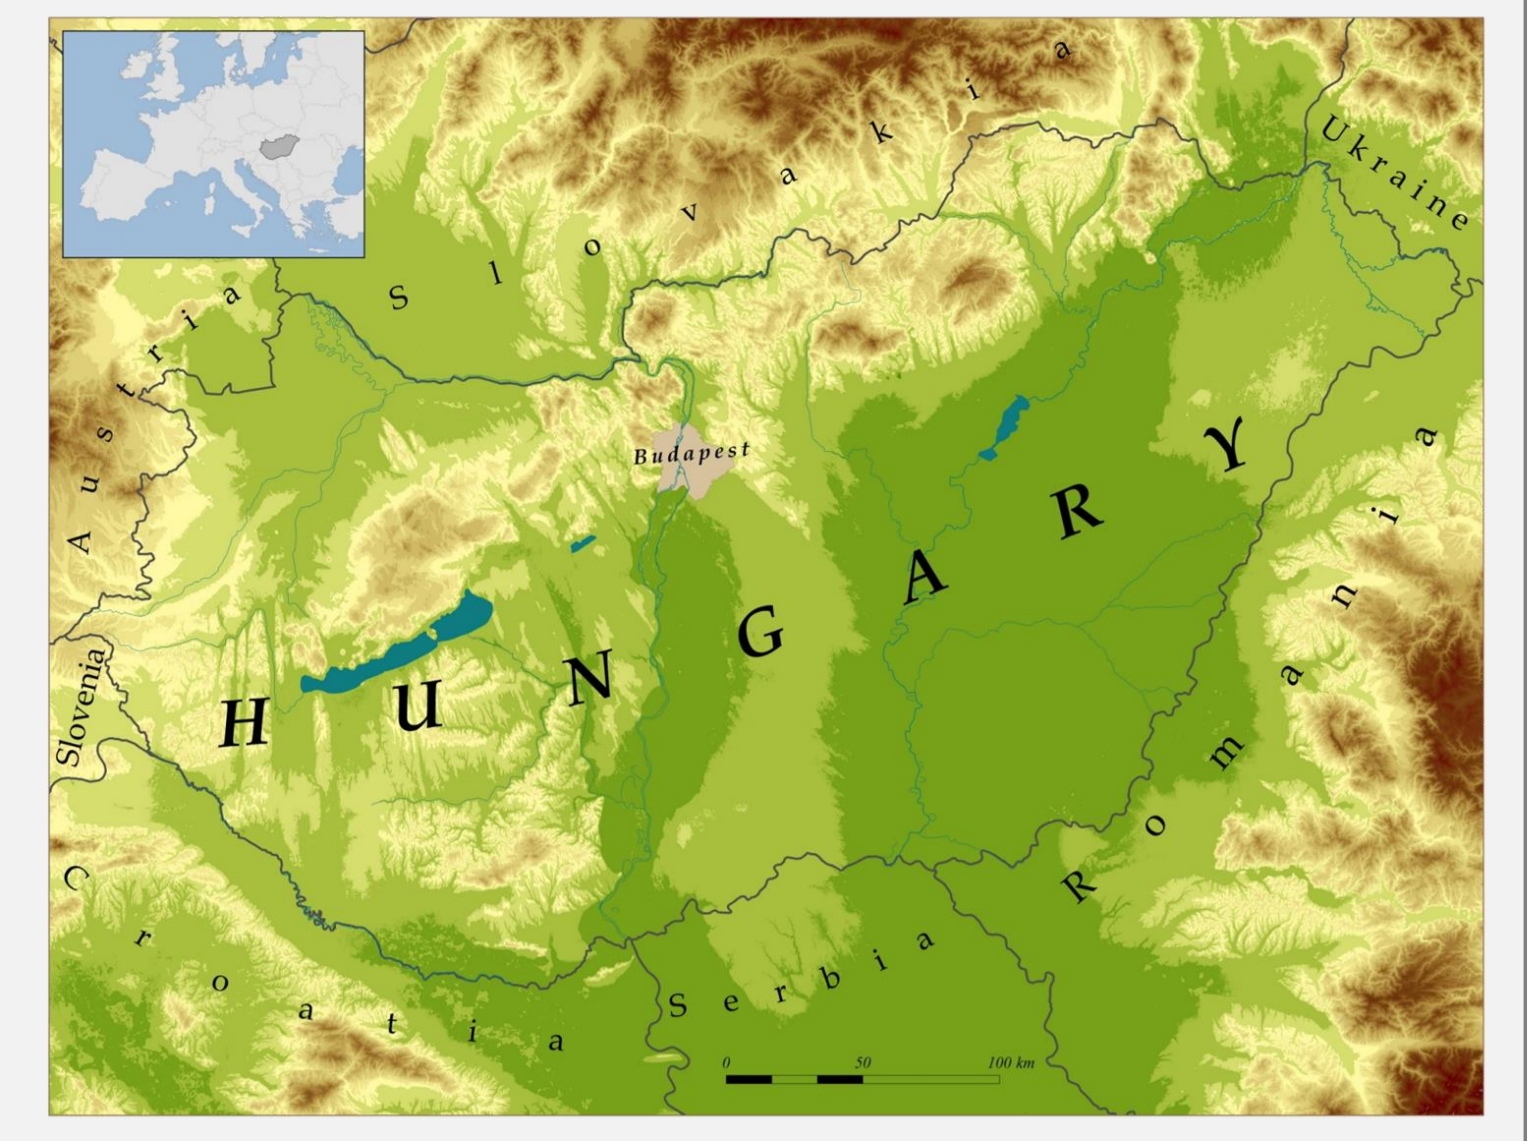 Slovakia
Ukraine
Austria
Budapest
HUNGARY
Slovenia
Romania
Croatia
Serbia
0 50 100 km